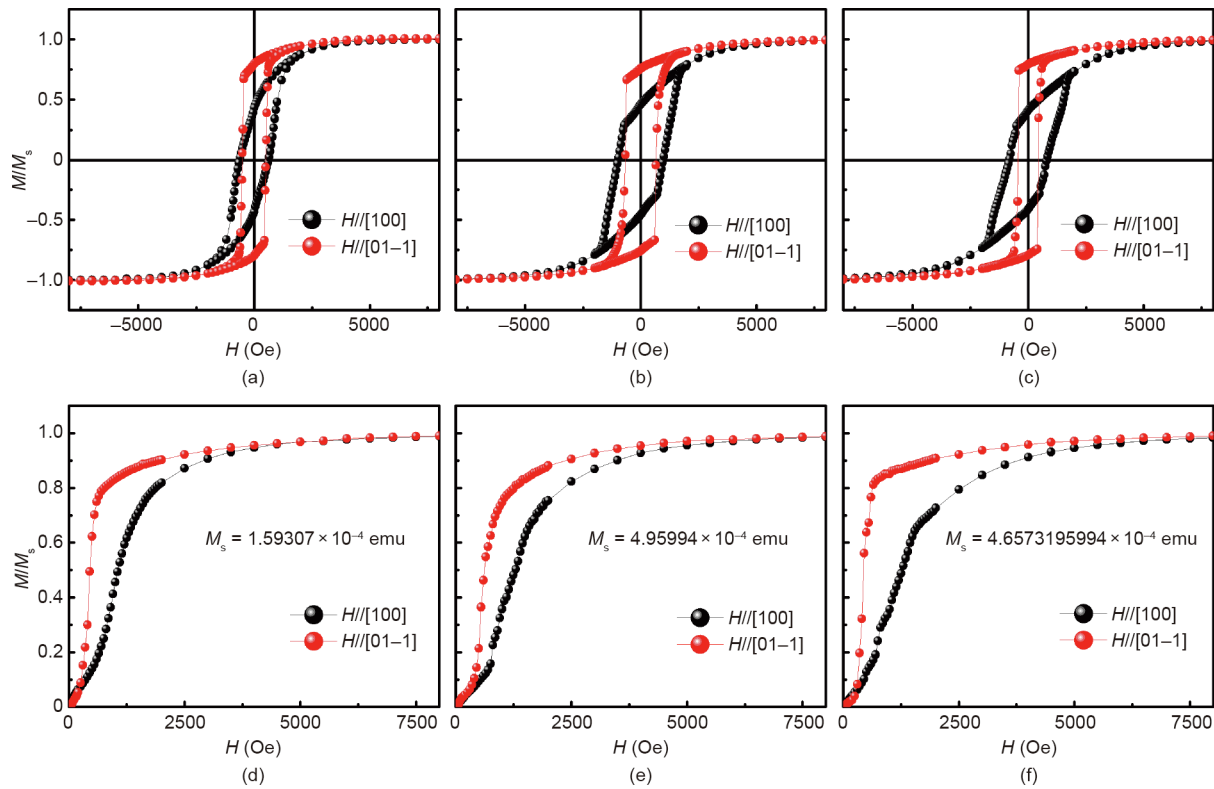 1.0
0.5
0
−0.5
−1.0
M/Ms
H//[100]
H//[01–1]
H//[100]
H//[01–1]
H//[100]
H//[01–1]
–5000 0 5000
–5000 0 5000
–5000 0 5000
H (Oe)
H (Oe)
H (Oe)
(a)
(b)
(c)
1.0
0.8
0.6
0.4
0.2
0
M/Ms
Ms = 1.59307 × 10–4 emu
Ms = 4.95994 × 10–4 emu
Ms = 4.6573195994 × 10–4 emu
H//[100]
H//[01–1]
H//[100]
H//[01–1]
H//[100]
H//[01–1]
0 2500 5000 7500
0 2500 5000 7500
0 2500 5000 7500
H (Oe)
H (Oe)
H (Oe)
(d)
(e)
(f)